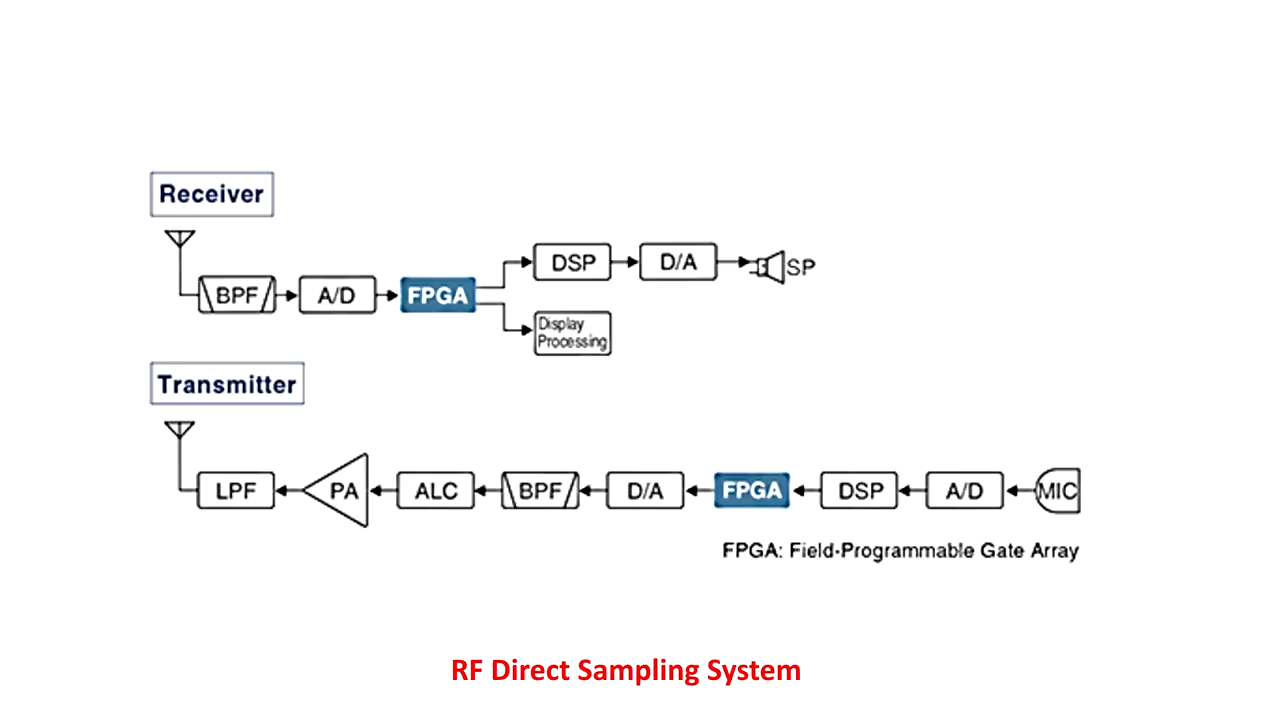 Receiver
BPF
A/D
FPGA
DSP
D/A
SP
Display
Processing
Transmitter
LPF
PA
ALC
BPF
D/A
FPGA
DSP
A/D
MIC
FPGA: Field-Programmable Gate Array
RF Direct Sampling System